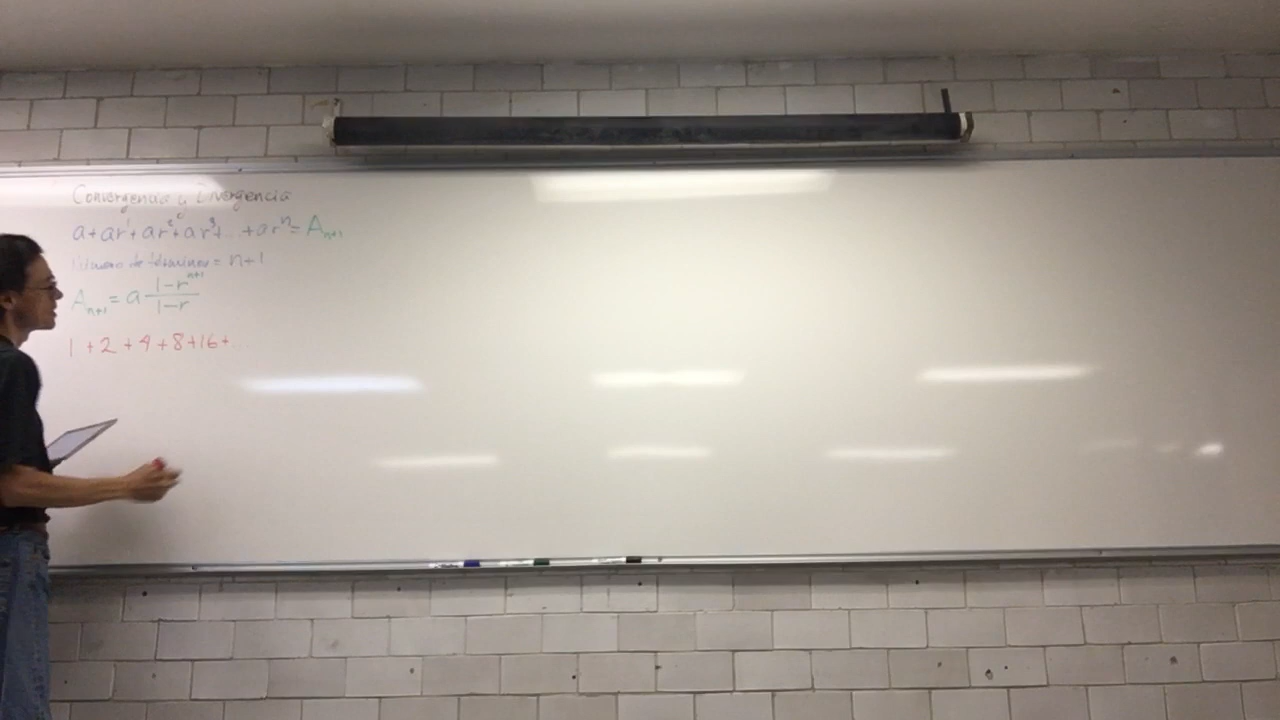 Convergencia y Divergencia
a+ar¹+ar²+ar³+...+arⁿ=Aₙ₊₁
Número de términos = n+1
Aₙ₊₁ = a (1-rⁿ⁺¹)/(1-r)
1+2+4+8+16+...